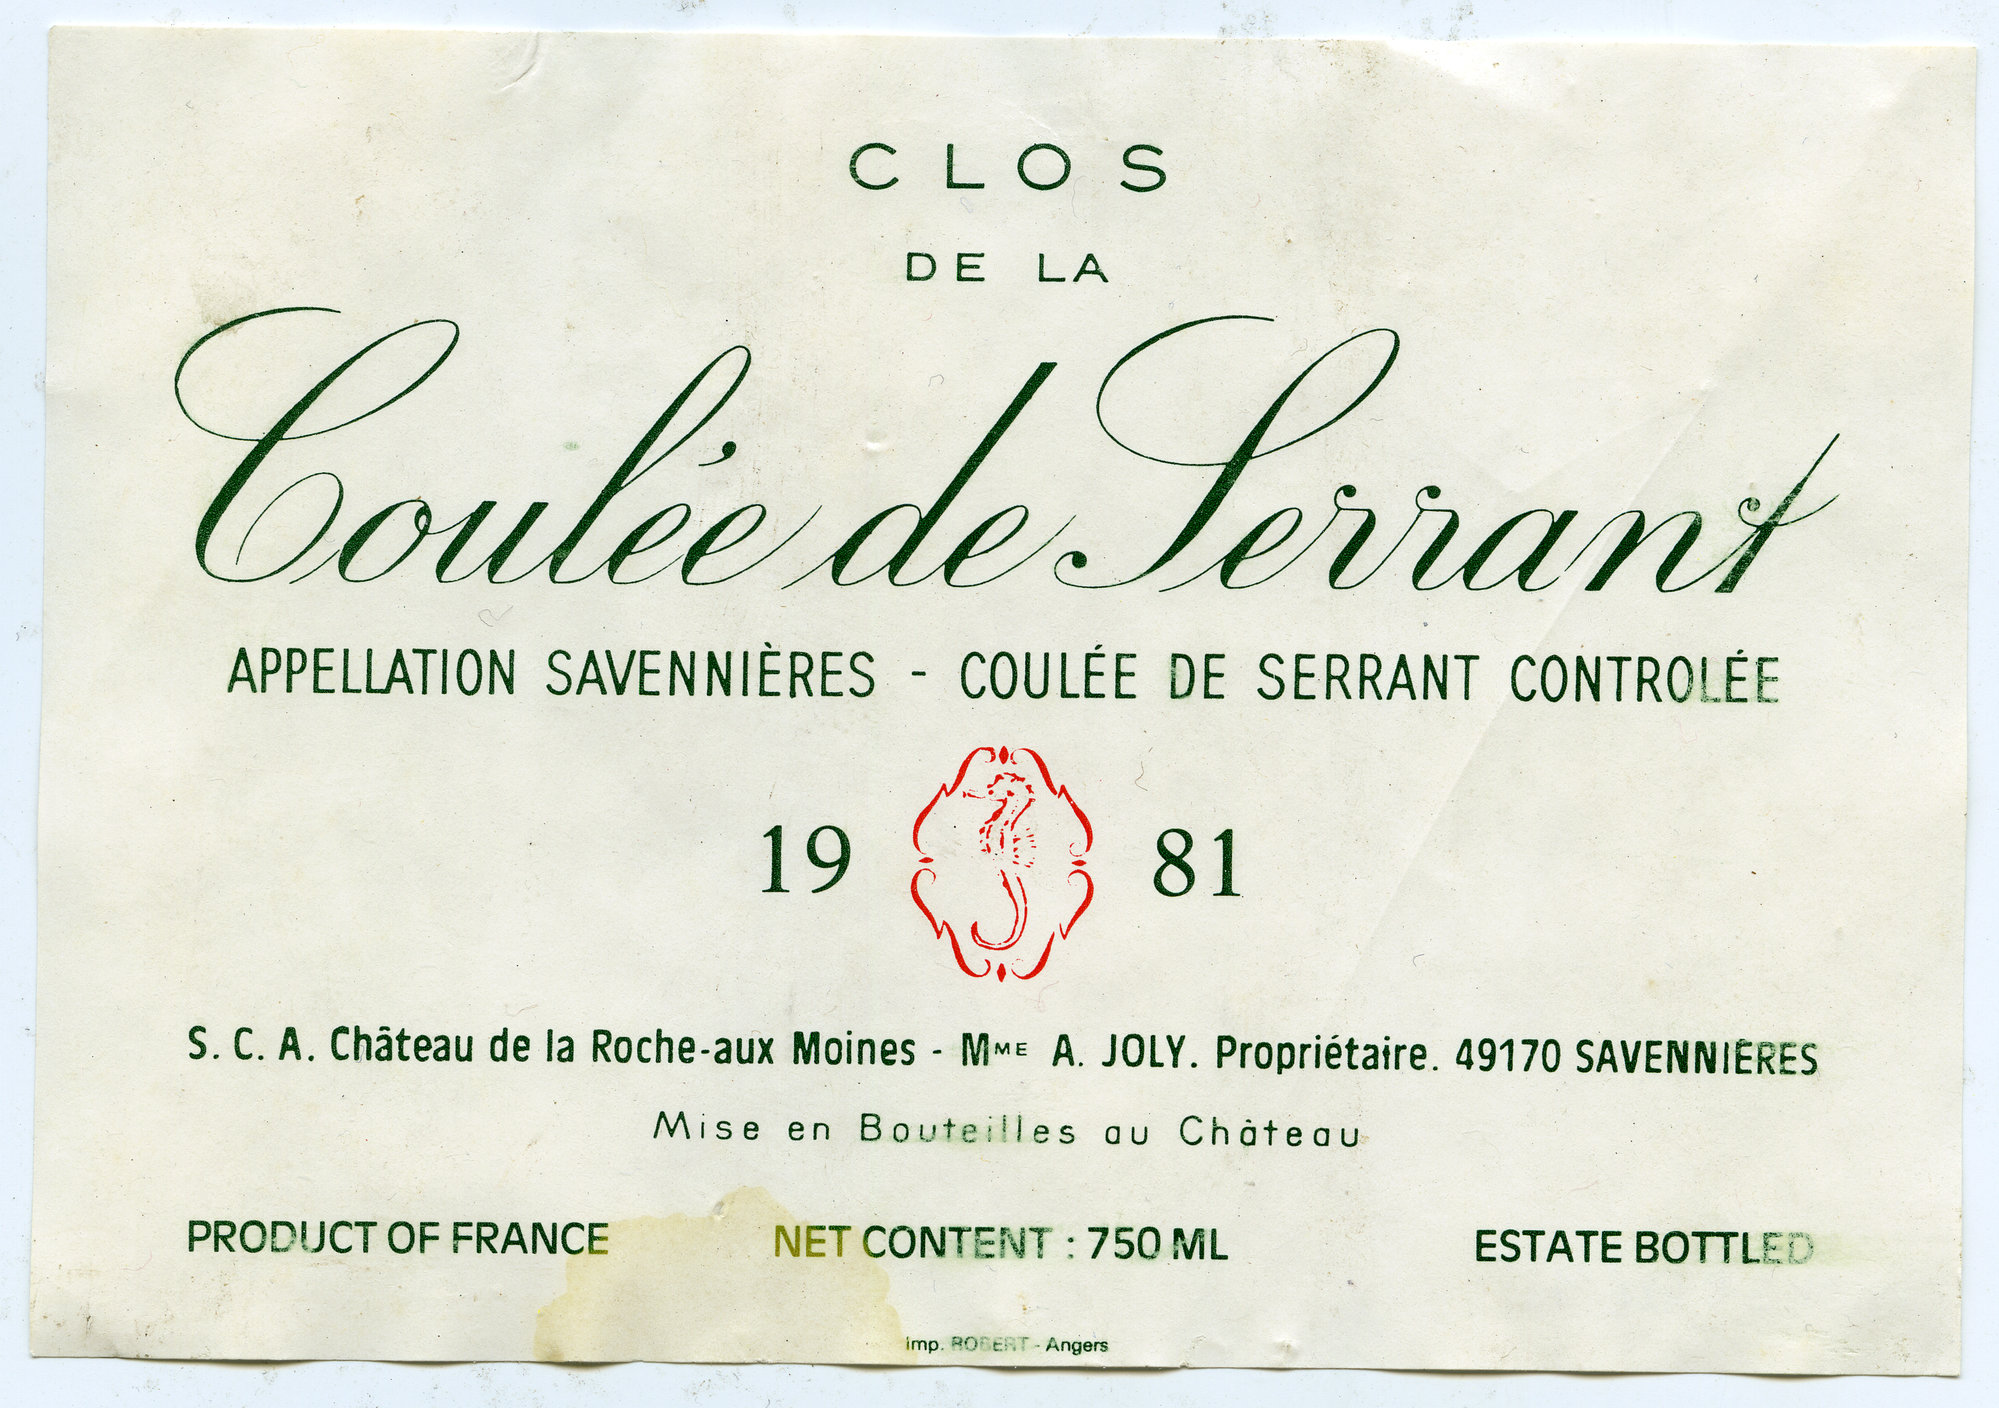 CLOS
DE LA
Coulée de Serrant
APPELLATION SAVENNIÈRES - COULÉE DE SERRANT CONTROLÉE
19 81
S. C. A. Château de la Roche-aux Moines - MME A. JOLY. Propriétaire. 49170 SAVENNIÈRES
Mise en Bouteilles au Château
PRODUCT OF FRANCE NET CONTENT : 750 ML ESTATE BOTTLED
Imp. ROBERT - Angers